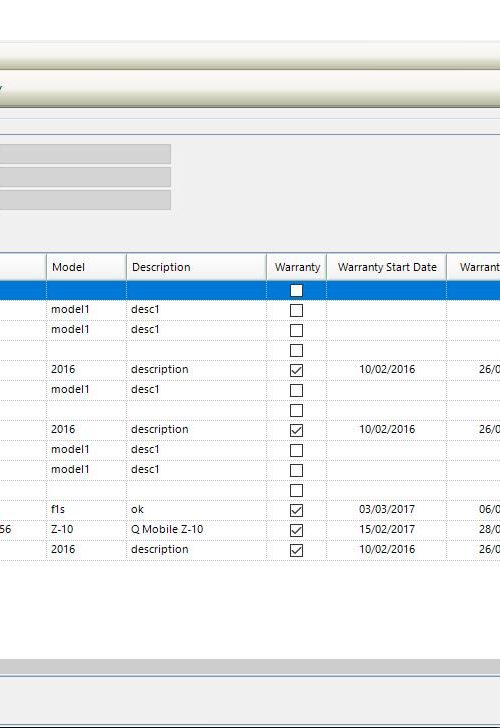 Model Description Warranty Warranty Start Date Warrant
model1 desc1
model1 desc1
2016 description 10/02/2016 26/0
model1 desc1
2016 description 10/02/2016 26/0
model1 desc1
model1 desc1
f1s ok 03/03/2017 06/0
56 Z-10 Q Mobile Z-10 15/02/2017 28/0
2016 description 10/02/2016 26/0